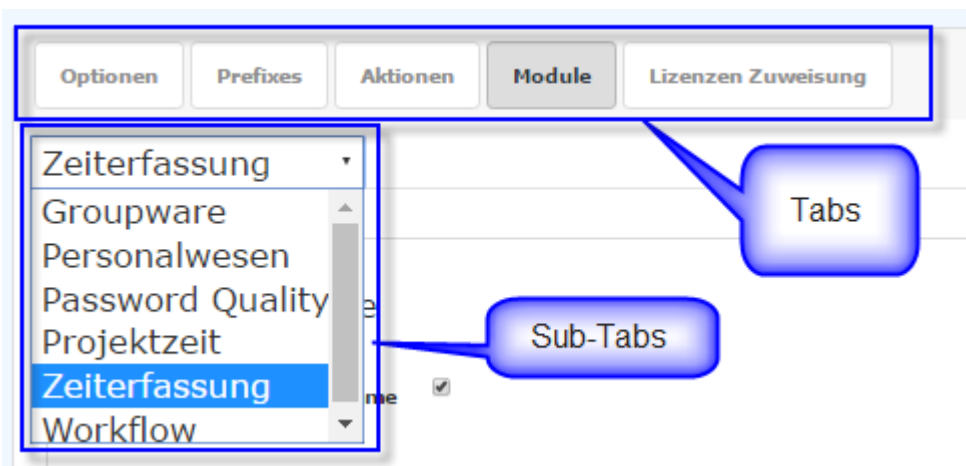 Optionen Prefixes Aktionen Module Lizenzen Zuweisung
Zeiterfassung
Tabs
Groupware
Personalwesen
Password Quality
Projektzeit
Sub-Tabs
Zeiterfassung
Workflow